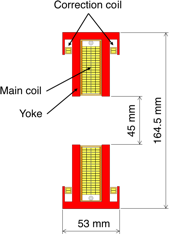 Correction coil
Main coil
Yoke
45 mm
164.5 mm
53 mm